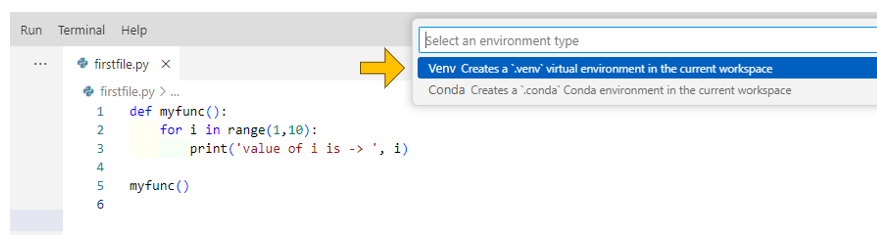 Run Terminal Help
Select an environment type
··· firstfile.py ×
Venv Creates a `.venv` virtual environment in the current workspace
firstfile.py > ...
Conda Creates a `.conda` Conda environment in the current workspace
1 def myfunc():
2 for i in range(1,10):
3 print('value of i is -> ', i)
4
5 myfunc()
6